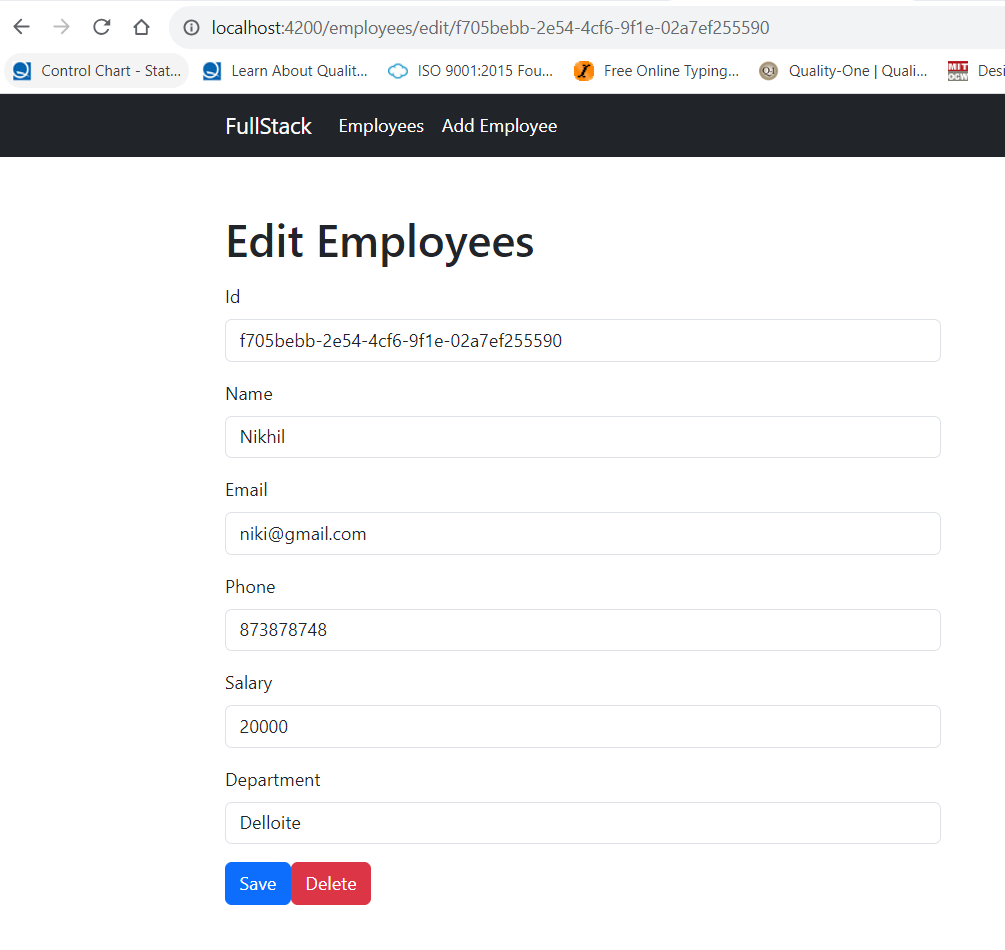 localhost:4200/employees/edit/f705bebb-2e54-4cf6-9f1e-02a7ef255590
Control Chart - Stat... Learn About Qualit... ISO 9001:2015 Fou... Free Online Typing... Quality-One | Quali... MIT OCW Desi
FullStack Employees Add Employee
Edit Employees
Id
f705bebb-2e54-4cf6-9f1e-02a7ef255590
Name
Nikhil
Email
niki@gmail.com
Phone
873878748
Salary
20000
Department
Delloite
Save Delete